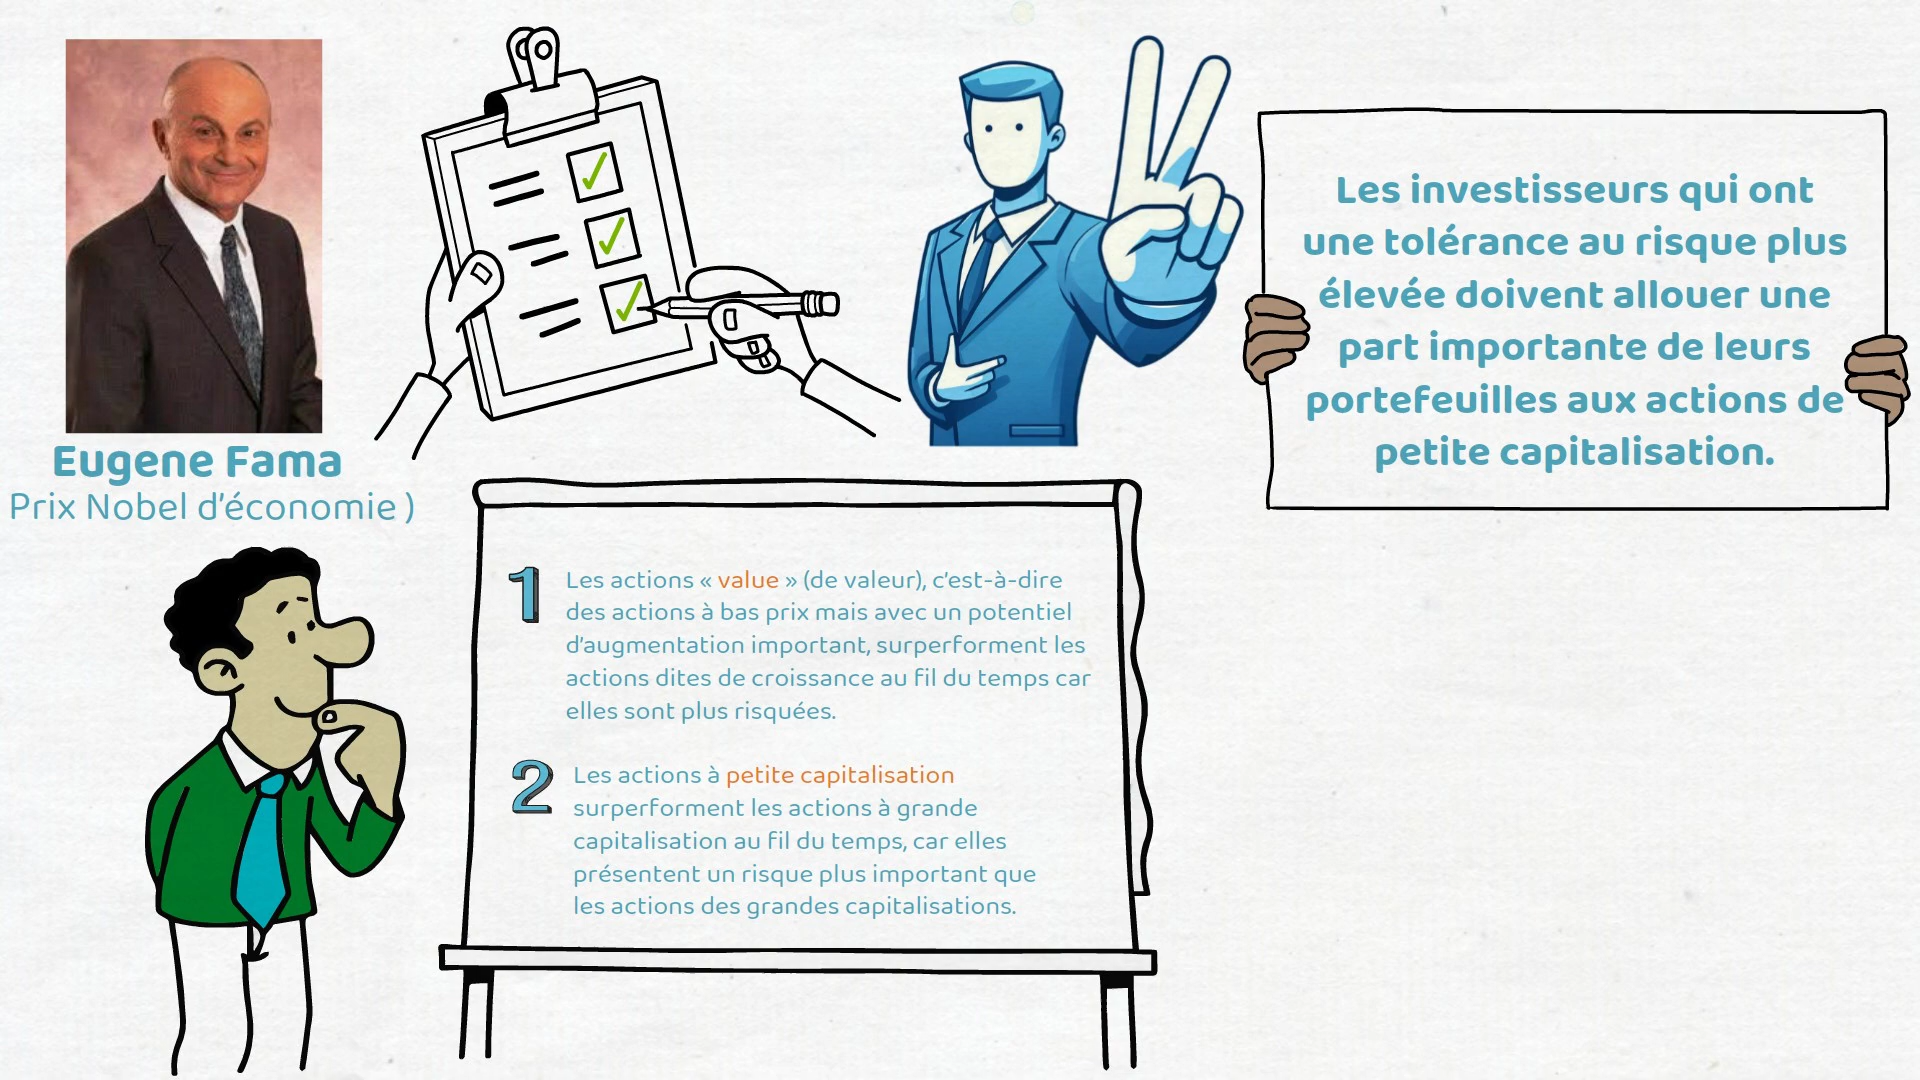 Eugene Fama
Prix Nobel d'économie )
Les investisseurs qui ont
une tolérance au risque plus
élevée doivent allouer une
part importante de leurs
portefeuilles aux actions de
petite capitalisation.
1
Les actions « value » (de valeur), c'est-à-dire
des actions à bas prix mais avec un potentiel
d'augmentation important, surperforment les
actions dites de croissance au fil du temps car
elles sont plus risquées.
2
Les actions à petite capitalisation
surperforment les actions à grande
capitalisation au fil du temps, car elles
présentent un risque plus important que
les actions des grandes capitalisations.